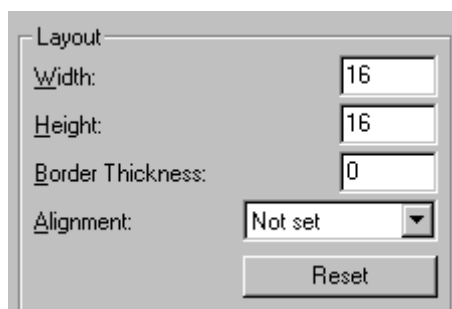 Layout
Width: 16
Height: 16
Border Thickness: 0
Alignment: Not set
Reset